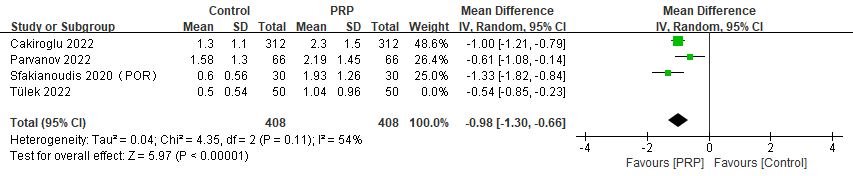 Control PRP Mean Difference Mean Difference
Study or Subgroup Mean SD Total Mean SD Total Weight IV, Random, 95% CI IV, Random, 95% CI
Cakiroglu 2022 1.3 1.1 312 2.3 1.5 312 48.6% -1.00 [-1.21, -0.79]
Parvanov 2022 1.58 1.3 66 2.19 1.45 66 26.4% -0.61 [-1.08, -0.14]
Sfakianoudis 2020（POR） 0.6 0.56 30 1.93 1.26 30 25.0% -1.33 [-1.82, -0.84]
Tülek 2022 0.5 0.54 50 1.04 0.96 50 0.0% -0.54 [-0.85, -0.23]
Total (95% CI) 408 408 100.0% -0.98 [-1.30, -0.66]
Heterogeneity: Tau² = 0.04; Chi² = 4.35, df = 2 (P = 0.11); I² = 54%
Test for overall effect: Z = 5.97 (P < 0.00001)
-4 -2 0 2 4
Favours [PRP] Favours [Control]